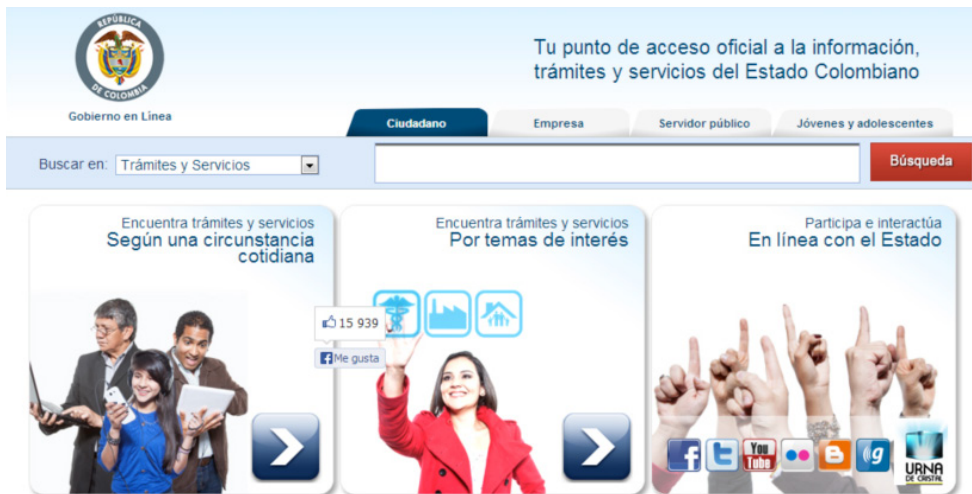 REPÚBLICA
DE COLOMBIA
Gobierno en Línea
Tu punto de acceso oficial a la información,
trámites y servicios del Estado Colombiano
Ciudadano
Empresa
Servidor público
Jóvenes y adolescentes
Buscar en:
Trámites y Servicios
Búsqueda
Encuentra trámites y servicios
Según una circunstancia
cotidiana
Encuentra trámites y servicios
Por temas de interés
Participa e interactúa
En línea con el Estado
15 939
Me gusta
You
Tube
URNA
DE CRISTAL